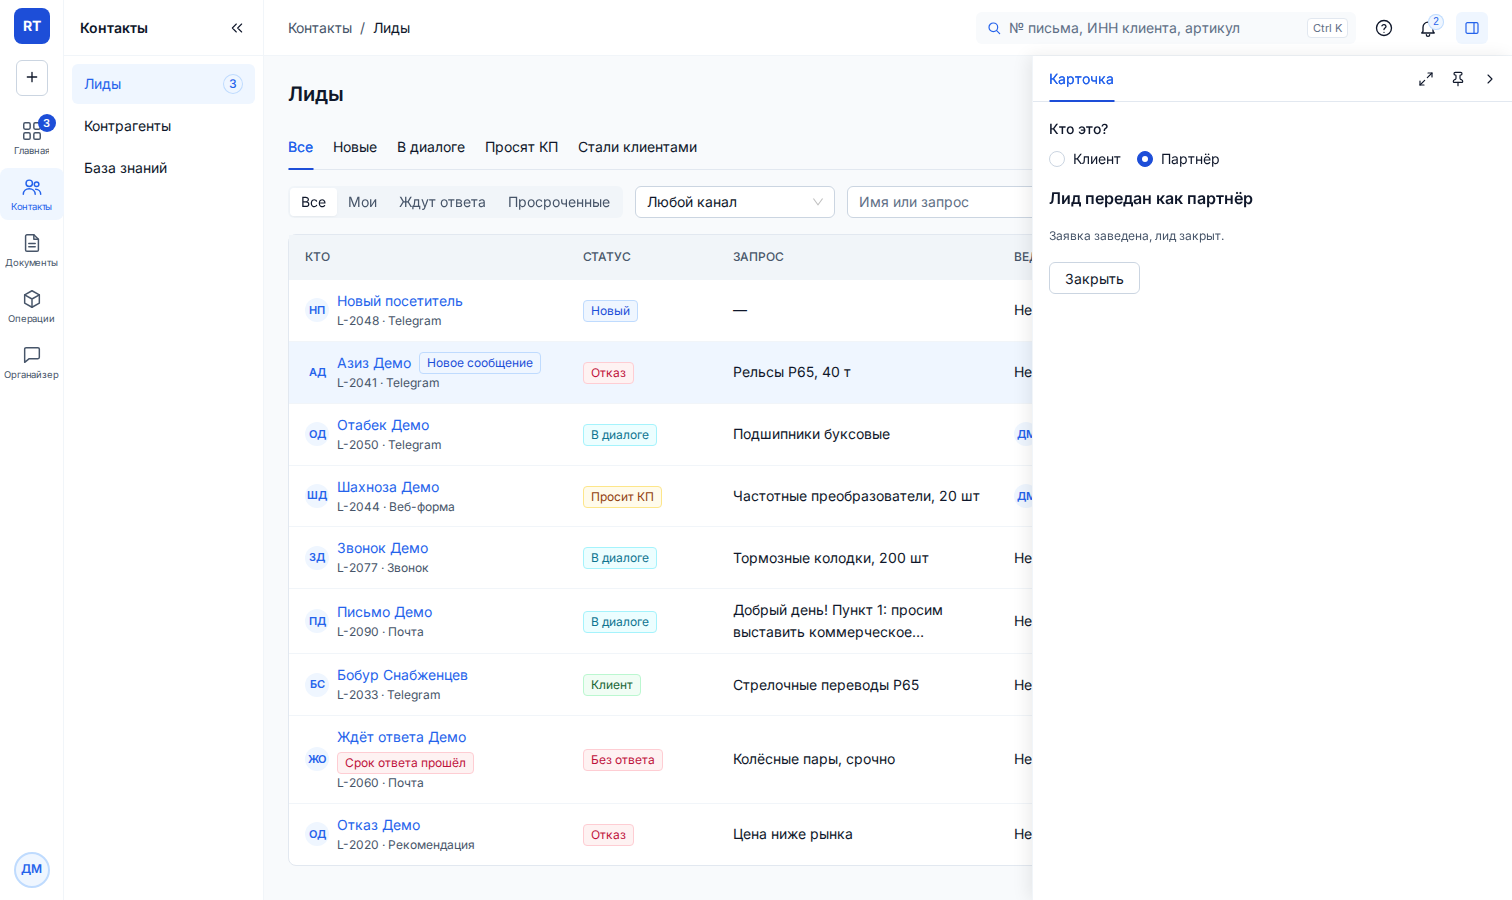 RT
Контакты
Контакты / Лиды
№ письма, ИНН клиента, артикул
Ctrl K
2
Главная
3
Контакты
Документы
Операции
Органайзер
ДМ
Лиды
3
Контрагенты
База знаний
Лиды
Все
Новые
В диалоге
Просят КП
Стали клиентами
Все
Мои
Ждут ответа
Просроченные
Любой канал
Имя или запрос
КТО
СТАТУС
ЗАПРОС
НП
Новый посетитель
L-2048 · Telegram
Новый
—
Не
АД
Азиз Демо
Новое сообщение
L-2041 · Telegram
Отказ
Рельсы Р65, 40 т
Не
ОД
Отабек Демо
L-2050 · Telegram
В диалоге
Подшипники буксовые
ШД
Шахноза Демо
L-2044 · Веб-форма
Просит КП
Частотные преобразователи, 20 шт
ЗД
Звонок Демо
L-2077 · Звонок
В диалоге
Тормозные колодки, 200 шт
Не
ПД
Письмо Демо
L-2090 · Почта
В диалоге
Добрый день! Пункт 1: просим
выставить коммерческое...
Не
БС
Бобур Снабженцев
L-2033 · Telegram
Клиент
Стрелочные переводы Р65
Не
ЖО
Ждёт ответа Демо
Срок ответа прошёл
L-2060 · Почта
Без ответа
Колёсные пары, срочно
Не
ОД
Отказ Демо
L-2020 · Рекомендация
Отказ
Цена ниже рынка
Не
Карточка
Кто это?
Клиент
Партнёр
Лид передан как партнёр
Заявка заведена, лид закрыт.
Закрыть